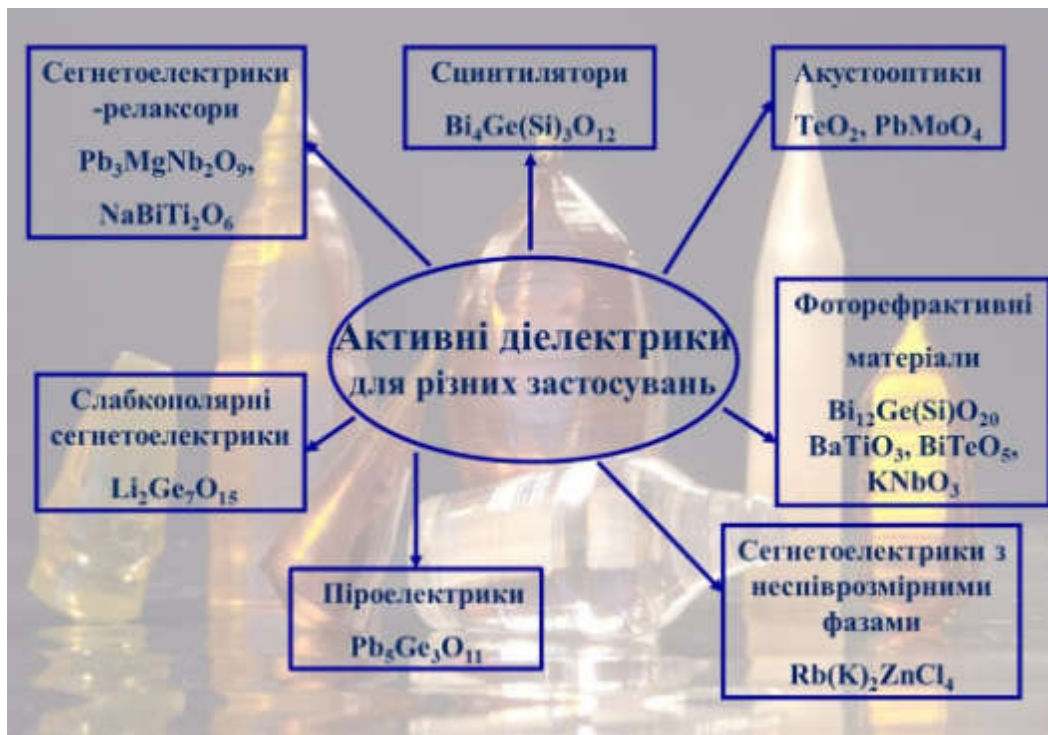 Сегнетоелектрики
-релаксори
Pb₃MgNb₂O₉,
NaBiTi₂O₆
Сцинтилятори
Bi₄Ge(Si)₃O₁₂
Акустооптики
TeO₂, PbMoO₄
Активні діелектрики
для різних застосувань
Фоторефрактивні
матеріали
Bi₁₂Ge(Si)O₂₀
BaTiO₃, BiTeO₅,
KNbO₃
Слабкополярні
сегнетоелектрики
Li₂Ge₇O₁₅
Піроелектрики
Pb₅Ge₃O₁₁
Сегнетоелектрики з
неспіврозмірними
фазами
Rb(K)₂ZnCl₄